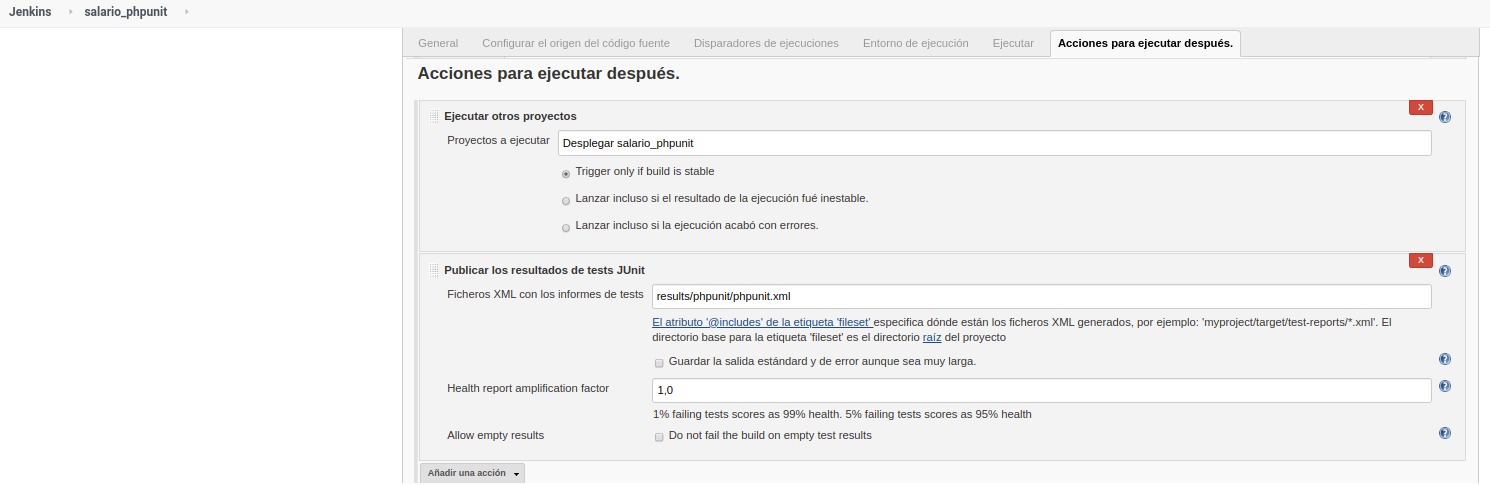 Jenkins salario_phpunit
General Configurar el origen del código fuente Disparadores de ejecuciones Entorno de ejecución Ejecutar Acciones para ejecutar después.
Acciones para ejecutar después.
X
Ejecutar otros proyectos
Proyectos a ejecutar Desplegar salario_phpunit
Trigger only if build is stable
Lanzar incluso si el resultado de la ejecución fué inestable.
Lanzar incluso si la ejecución acabó con errores.
X
Publicar los resultados de tests JUnit
Ficheros XML con los informes de tests results/phpunit/phpunit.xml
El atributo '@includes' de la etiqueta 'fileset' especifica dónde están los ficheros XML generados, por ejemplo: 'myproject/target/test-reports/*.xml'. El
directorio base para la etiqueta 'fileset' es el directorio raíz del proyecto
Guardar la salida estándard y de error aunque sea muy larga.
Health report amplification factor 1,0
1% failing tests scores as 99% health. 5% failing tests scores as 95% health
Allow empty results Do not fail the build on empty test results
Añadir una acción